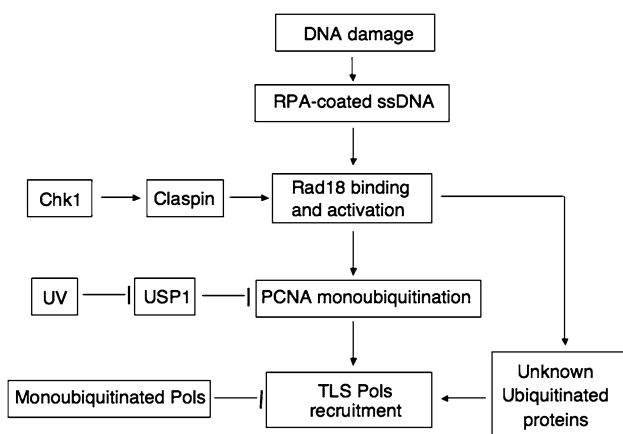 DNA damage
RPA-coated ssDNA
Chk1
Claspin
Rad18 binding
and activation
UV
USP1
PCNA monoubiquitination
Monoubiquitinated Pols
TLS Pols
recruitment
Unknown
Ubiquitinated
proteins